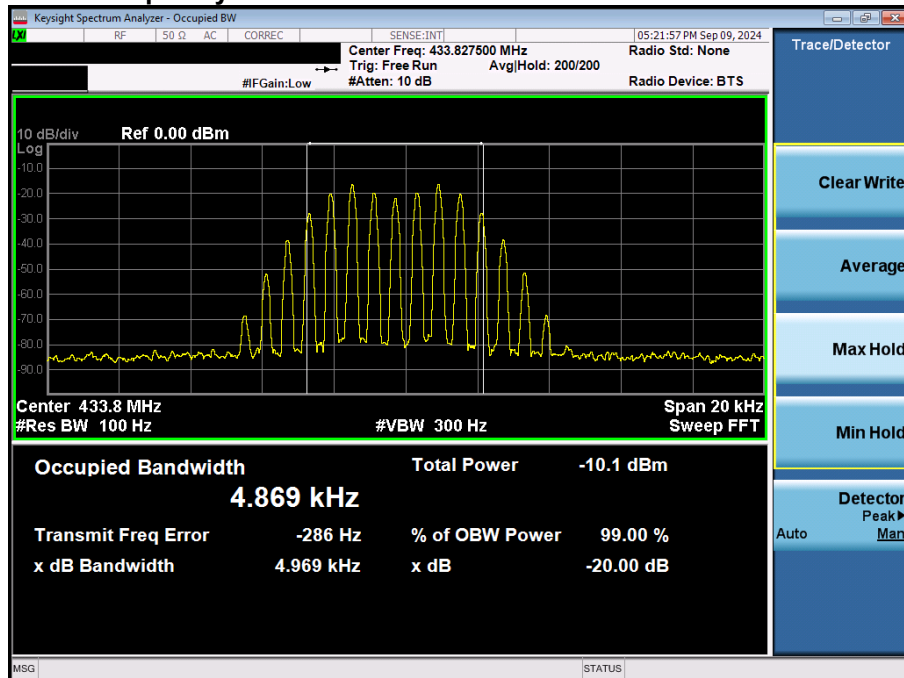 Keysight Spectrum Analyzer - Occupied BW
LXI RF 50 Ω AC CORREC SENSE:INT 05:21:57 PM Sep 09, 2024
Center Freq: 433.827500 MHz Radio Std: None
Trig: Free Run Avg|Hold: 200/200
#IFGain:Low #Atten: 10 dB Radio Device: BTS
10 dB/div Ref 0.00 dBm
Log
-10.0
-20.0
-30.0
-40.0
-50.0
-60.0
-70.0
-80.0
-90.0
Center 433.8 MHz Span 20 kHz
#Res BW 100 Hz #VBW 300 Hz Sweep FFT
Occupied Bandwidth Total Power -10.1 dBm
4.869 kHz
Transmit Freq Error -286 Hz % of OBW Power 99.00 %
x dB Bandwidth 4.969 kHz x dB -20.00 dB
MSG STATUS
Trace/Detector
Clear Write
Average
Max Hold
Min Hold
Detector
Peak▶
Auto Man